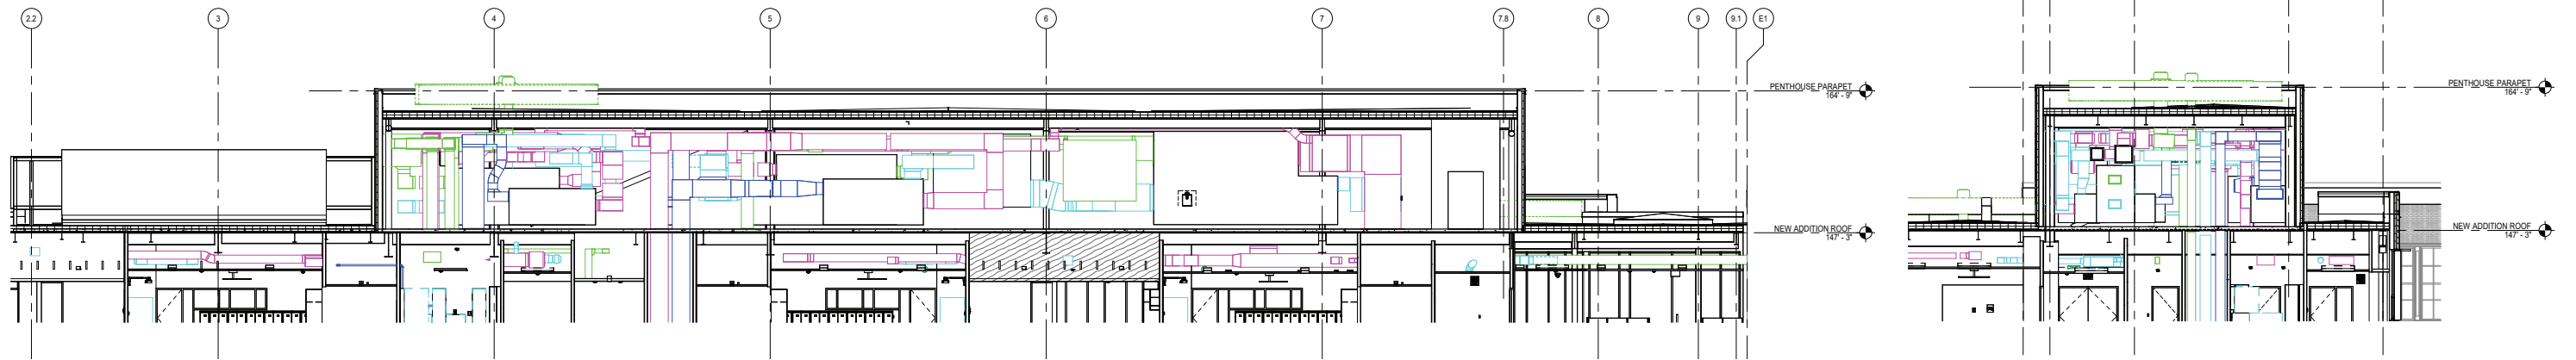 2.2
3
4
5
6
7
7.8
8
9
9.1
E1
PENTHOUSE PARAPET
164' - 9"
NEW ADDITION ROOF
147' - 3"
PENTHOUSE PARAPET
164' - 9"
NEW ADDITION ROOF
147' - 3"